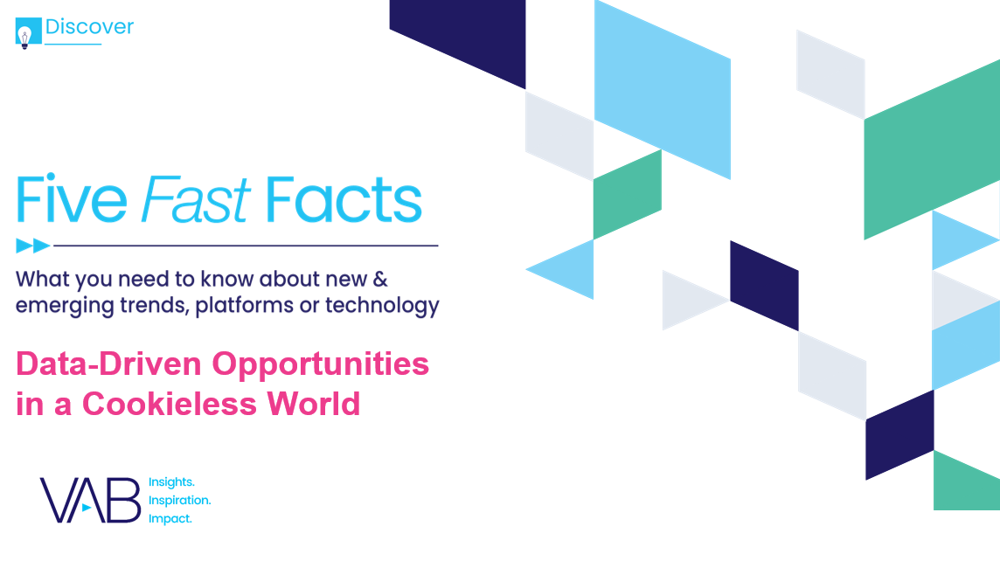 Discover
Five Fast Facts
What you need to know about new &
emerging trends, platforms or technology
Data-Driven Opportunities
in a Cookieless World
VAB
Insights.
Inspiration.
Impact.